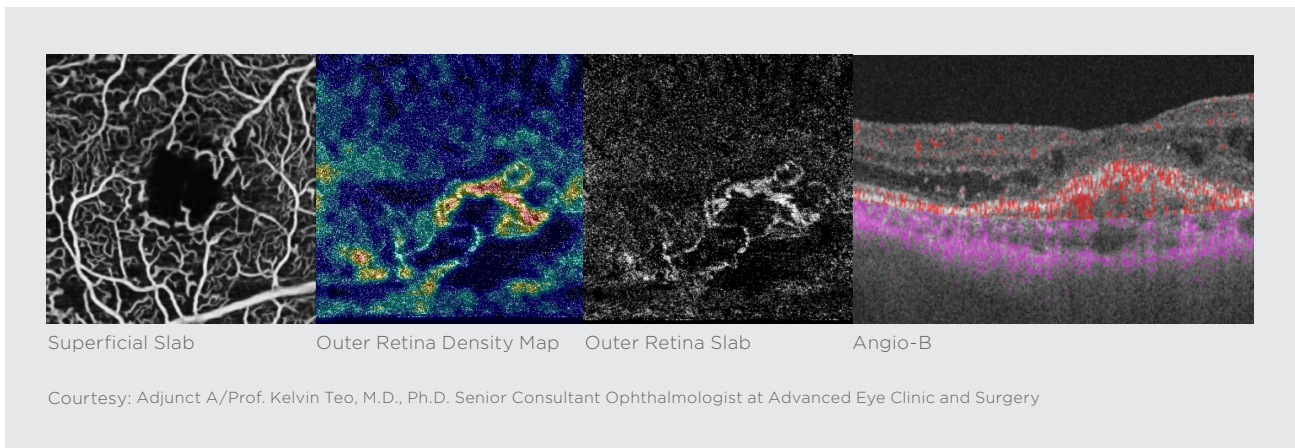 Superficial Slab
Outer Retina Density Map
Outer Retina Slab
Angio-B
Courtesy: Adjunct A/Prof. Kelvin Teo, M.D., Ph.D. Senior Consultant Ophthalmologist at Advanced Eye Clinic and Surgery